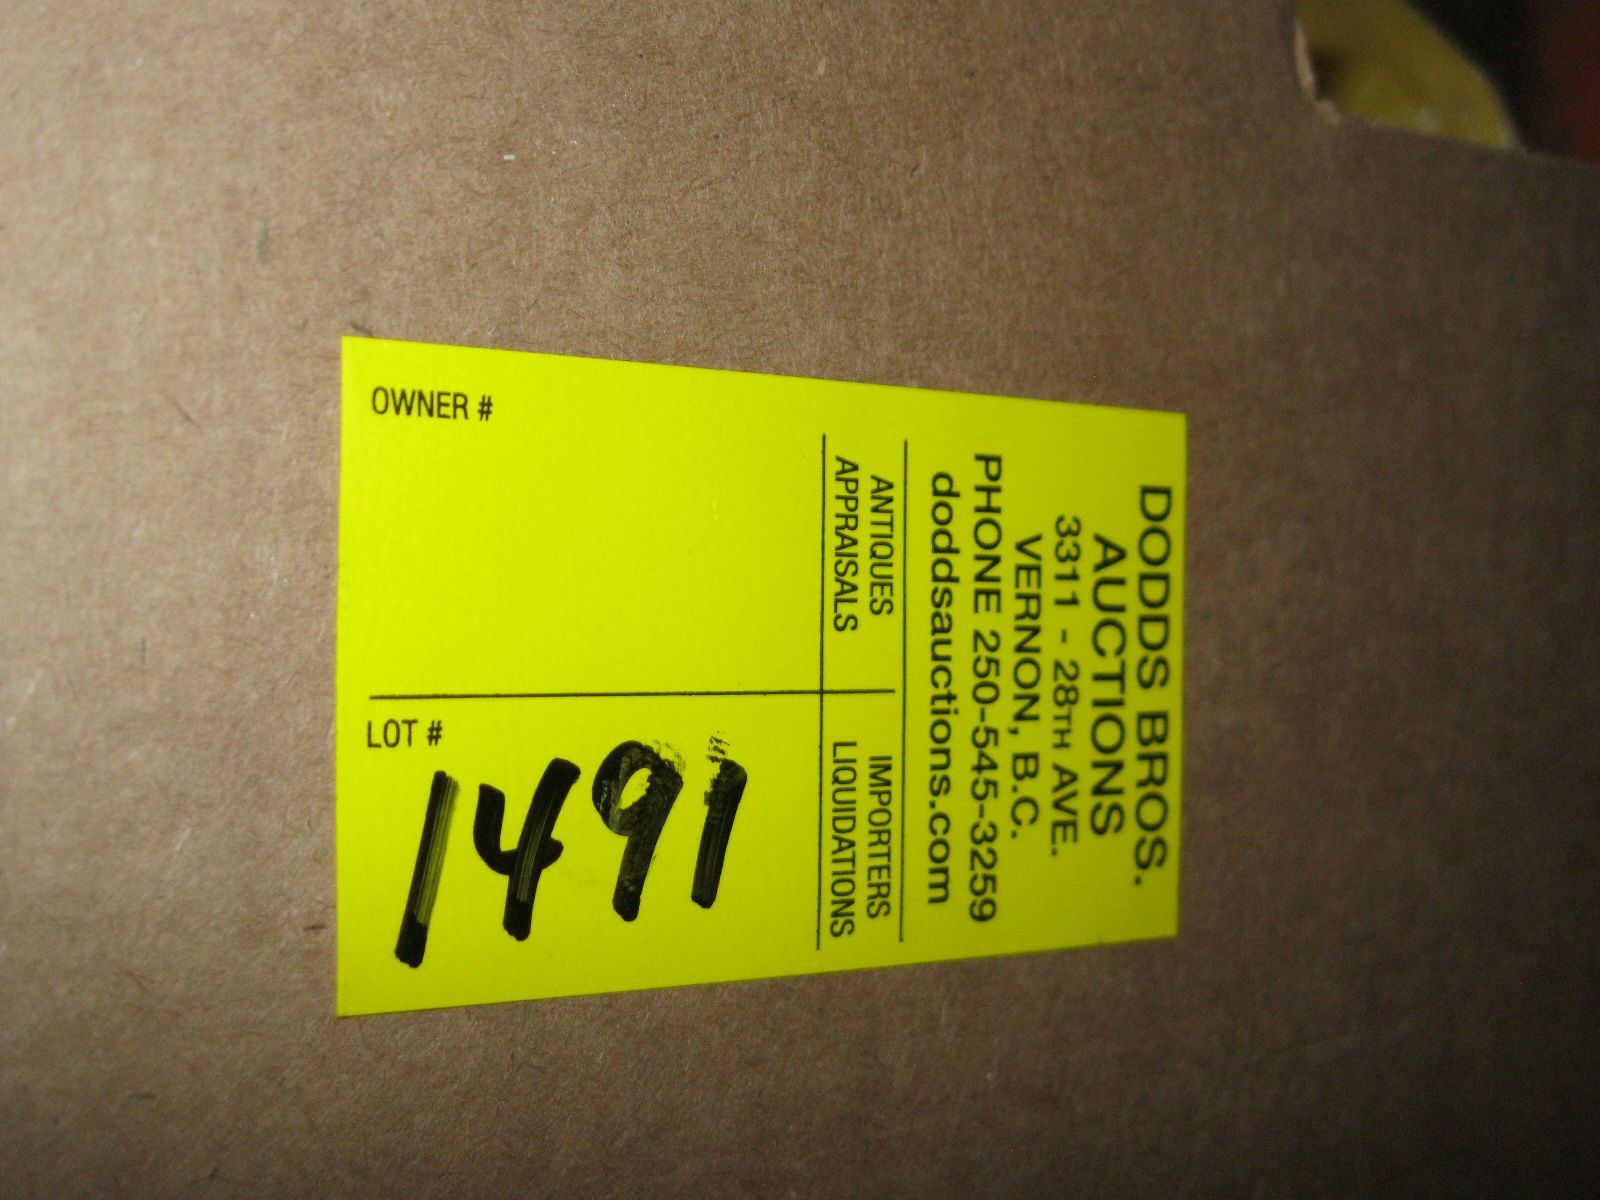 DODDS BROS.
AUCTIONS
3311 - 28TH AVE.
VERNON, B.C.
PHONE 250-545-3259
doddsauctions.com
ANTIQUES
APPRAISALS
IMPORTERS
LIQUIDATIONS
OWNER #
LOT #
1491